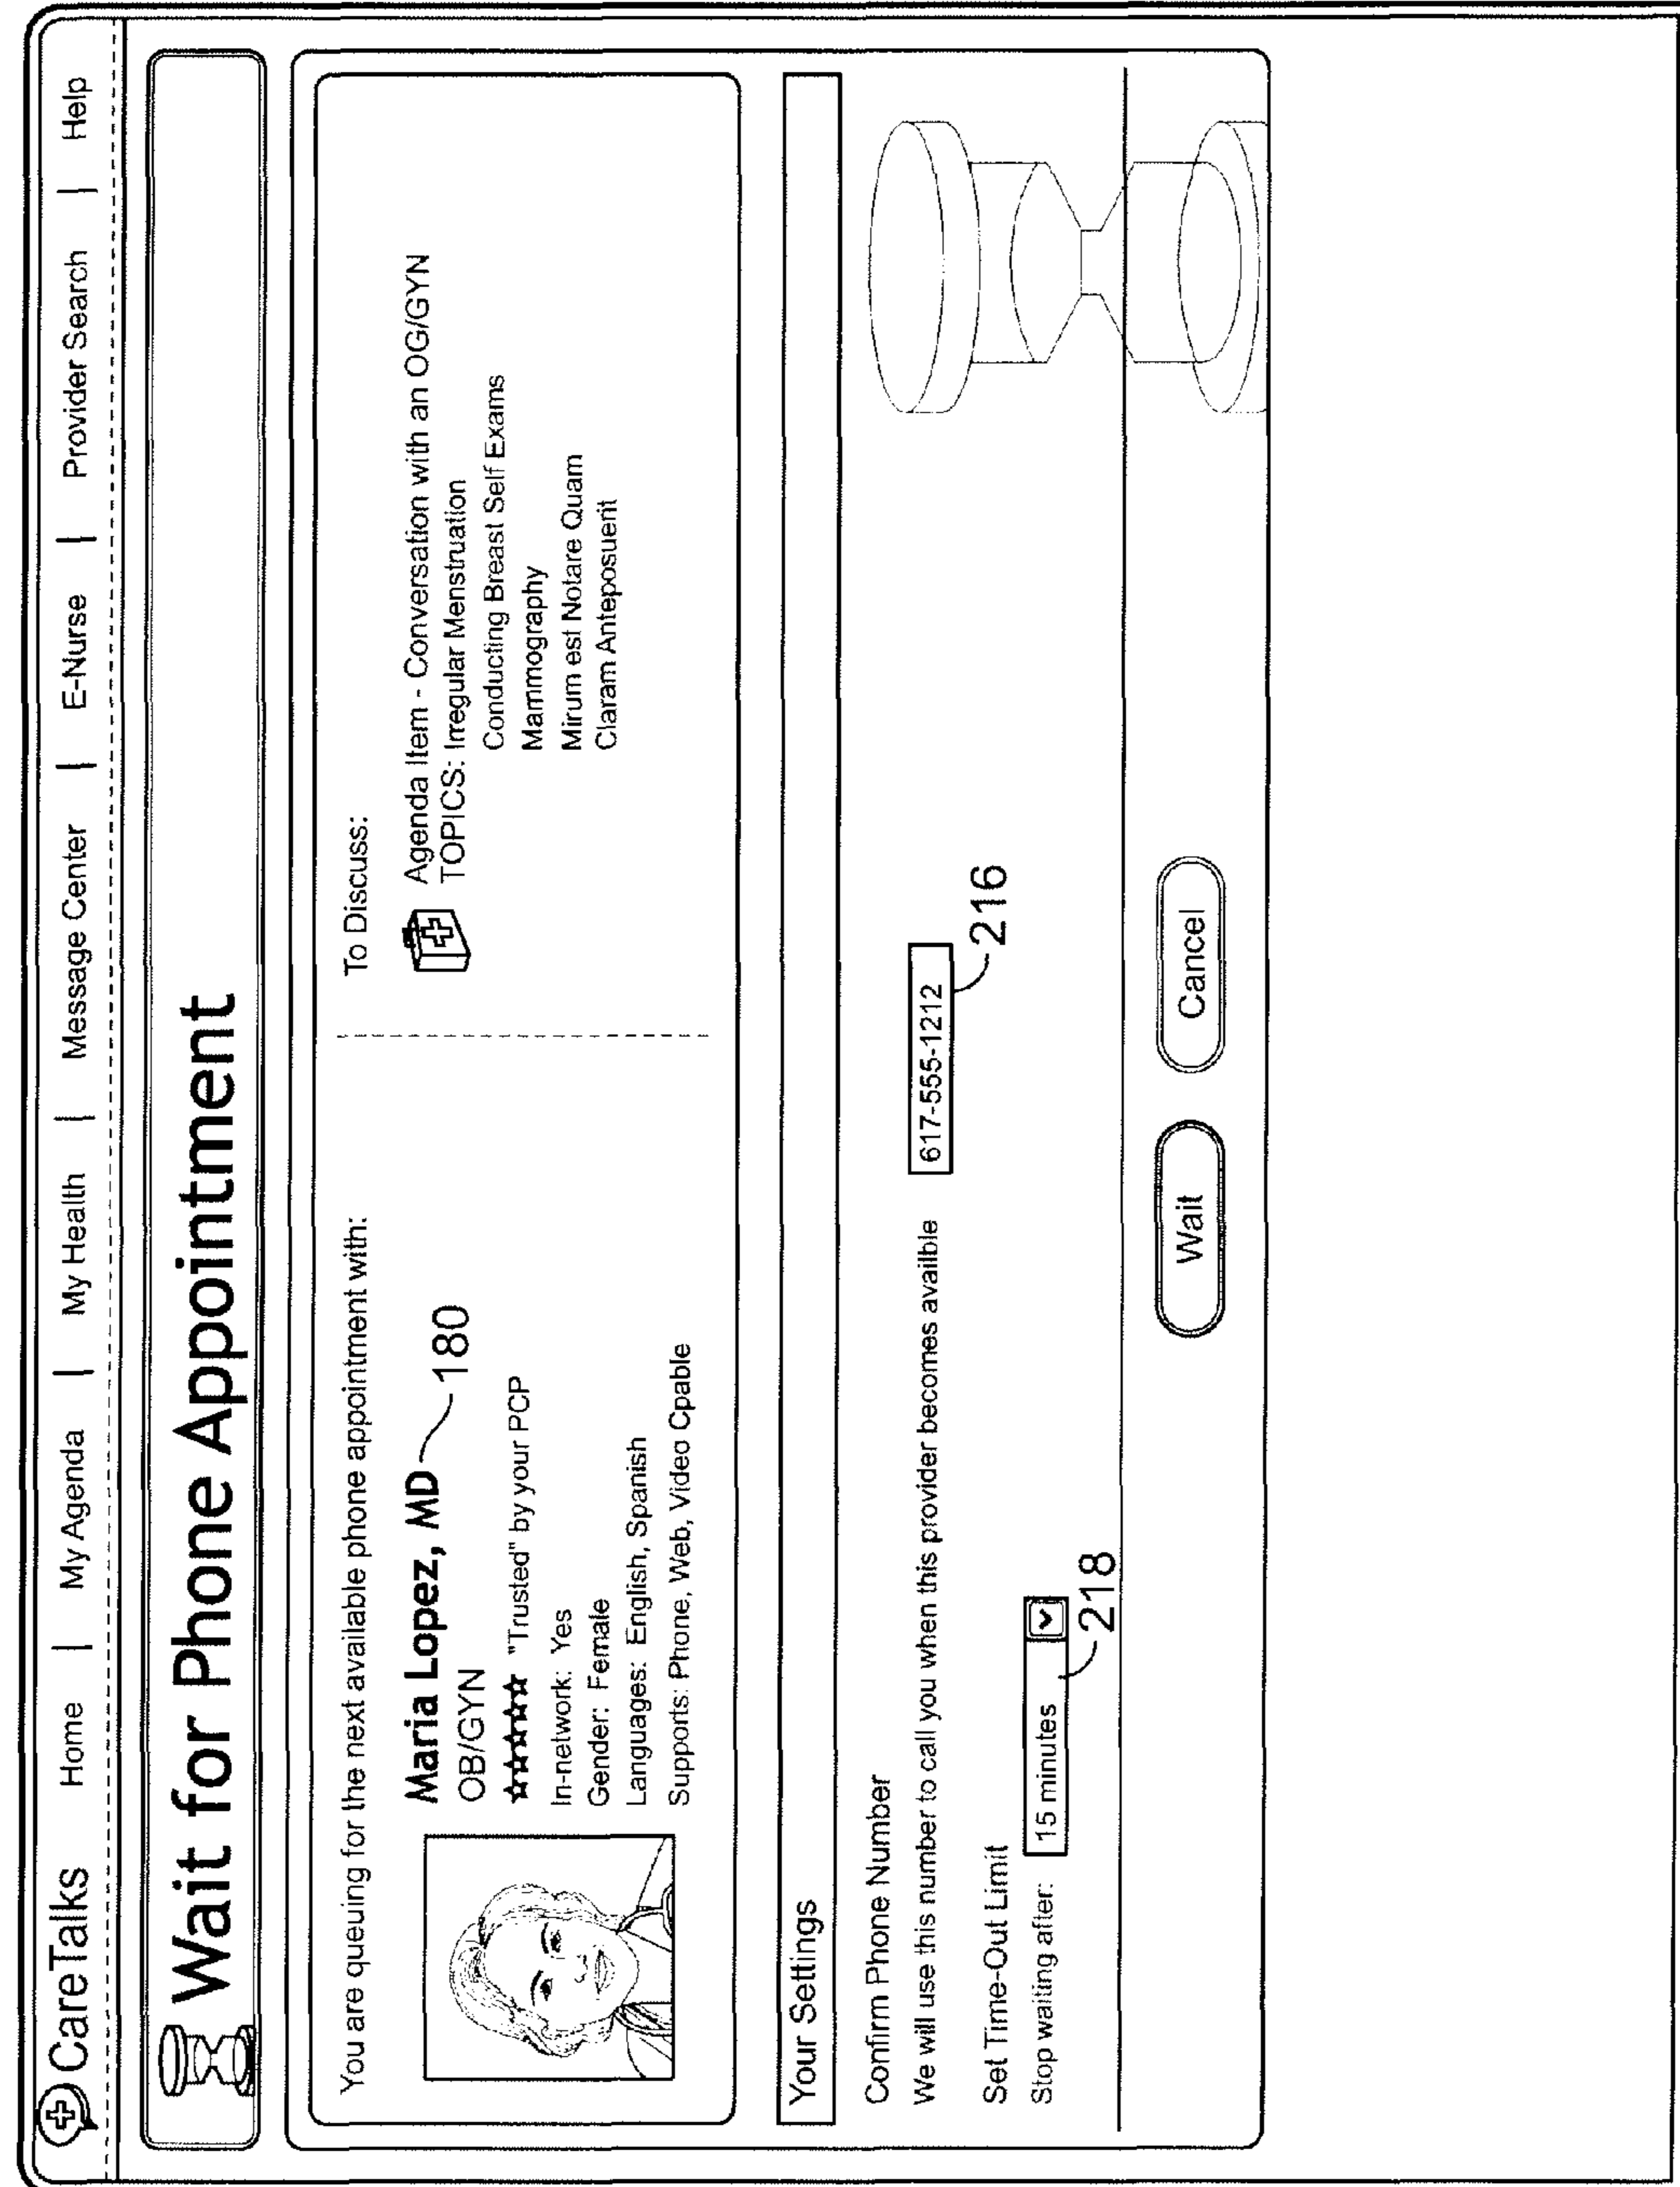 CareTalks Home | My Agenda | My Health | Message Center | E-Nurse | Provider Search | Help
Wait for Phone Appointment
You are queuing for the next available phone appointment with:
Maria Lopez, MD 180
OB/GYN
"Trusted" by your PCP
In-network: Yes
Gender: Female
Languages: English, Spanish
Supports: Phone, Web, Video Cpable
To Discuss:
Agenda Item - Conversation with an OG/GYN
TOPICS: Irregular Menstruation
Conducting Breast Self Exams
Mammography
Mirum est Notare Quam
Claram Anteposuerit
Your Settings
Confirm Phone Number
We will use this number to call you when this provider becomes availble 617-555-1212
216
Set Time-Out Limit
Stop waiting after: 15 minutes
218
Wait Cancel